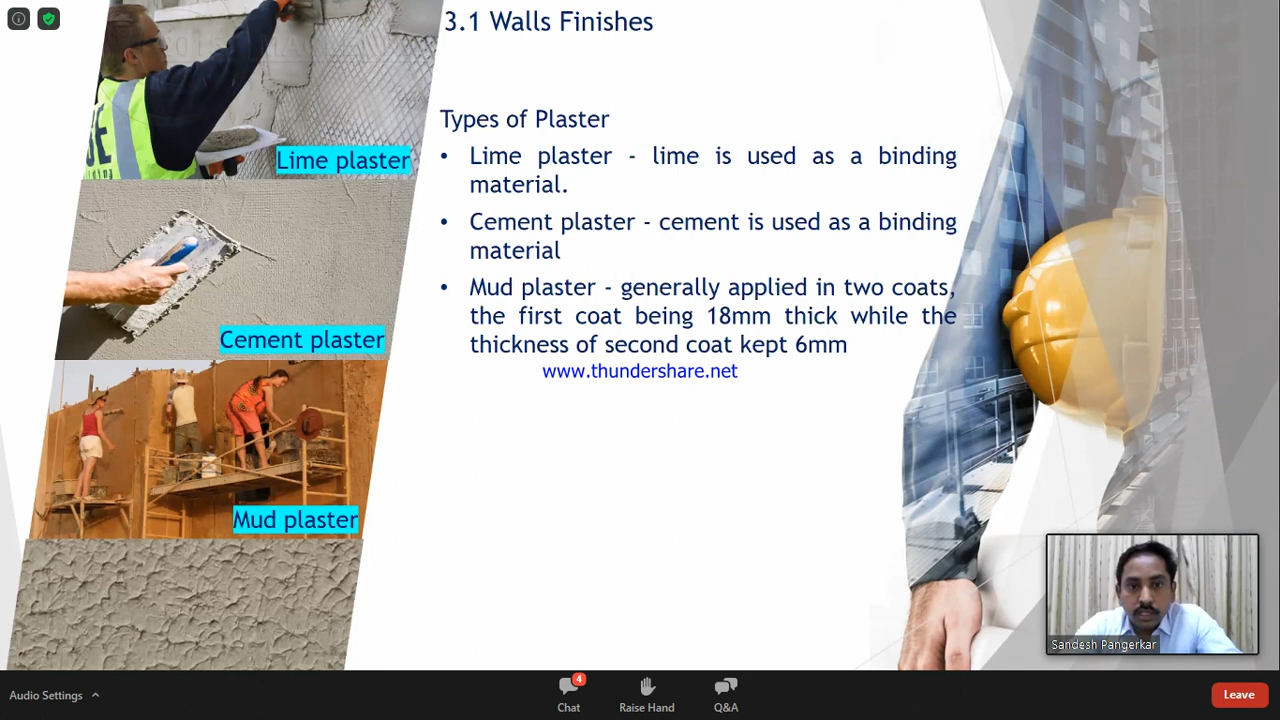 3.1 Walls Finishes
Types of Plaster
• Lime plaster - lime is used as a binding
material.
• Cement plaster - cement is used as a binding
material
• Mud plaster - generally applied in two coats,
the first coat being 18mm thick while the
thickness of second coat kept 6mm
www.thundershare.net
Lime plaster
Cement plaster
Mud plaster
Sandesh Pangerkar
Audio Settings
4
Chat
Raise Hand
Q&A
Leave